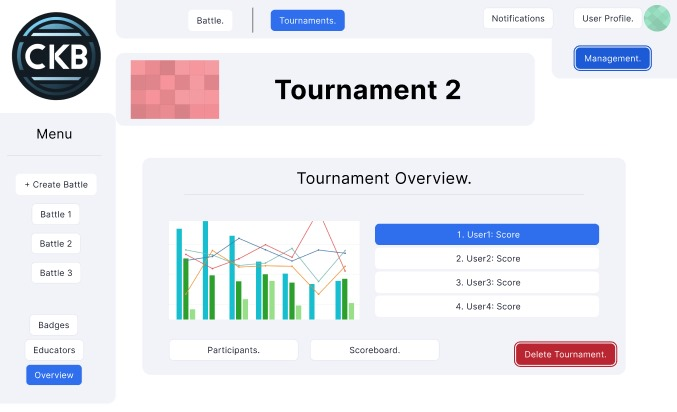 CKB
Battle.
Tournaments.
Notifications
User Profile.
Management.
Tournament 2
Menu
+ Create Battle
Battle 1
Battle 2
Battle 3
Badges
Educators
Overview
Tournament Overview.
1. User1: Score
2. User2: Score
3. User3: Score
4. User4: Score
Participants.
Scoreboard.
Delete Tournament.